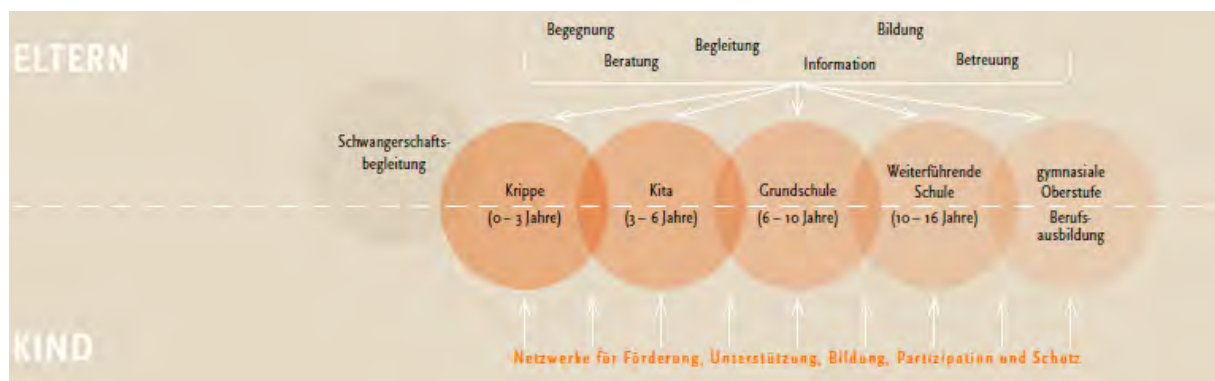 ELTERN
Begegnung
Beratung
Begleitung
Information
Bildung
Betreuung
Schwangerschafts-
begleitung
Krippe
(0 – 3 Jahre)
Kita
(3 – 6 Jahre)
Grundschule
(6 – 10 Jahre)
Weiterführende
Schule
(10 – 16 Jahre)
gymnasiale
Oberstufe
Berufs-
ausbildung
KIND
Netzwerke für Förderung, Unterstützung, Bildung, Partizipation und Schutz